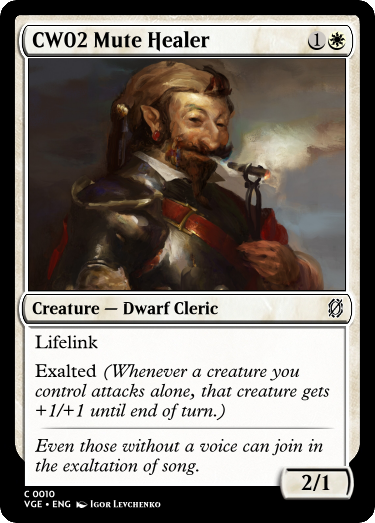 CW02 Mute Healer 1
Creature — Dwarf Cleric
Lifelink
Exalted (Whenever a creature you
control attacks alone, that creature gets
+1/+1 until end of turn.)
Even those without a voice can join in
the exaltation of song.
2/1
C 0010
VGE • ENG Igor Levchenko